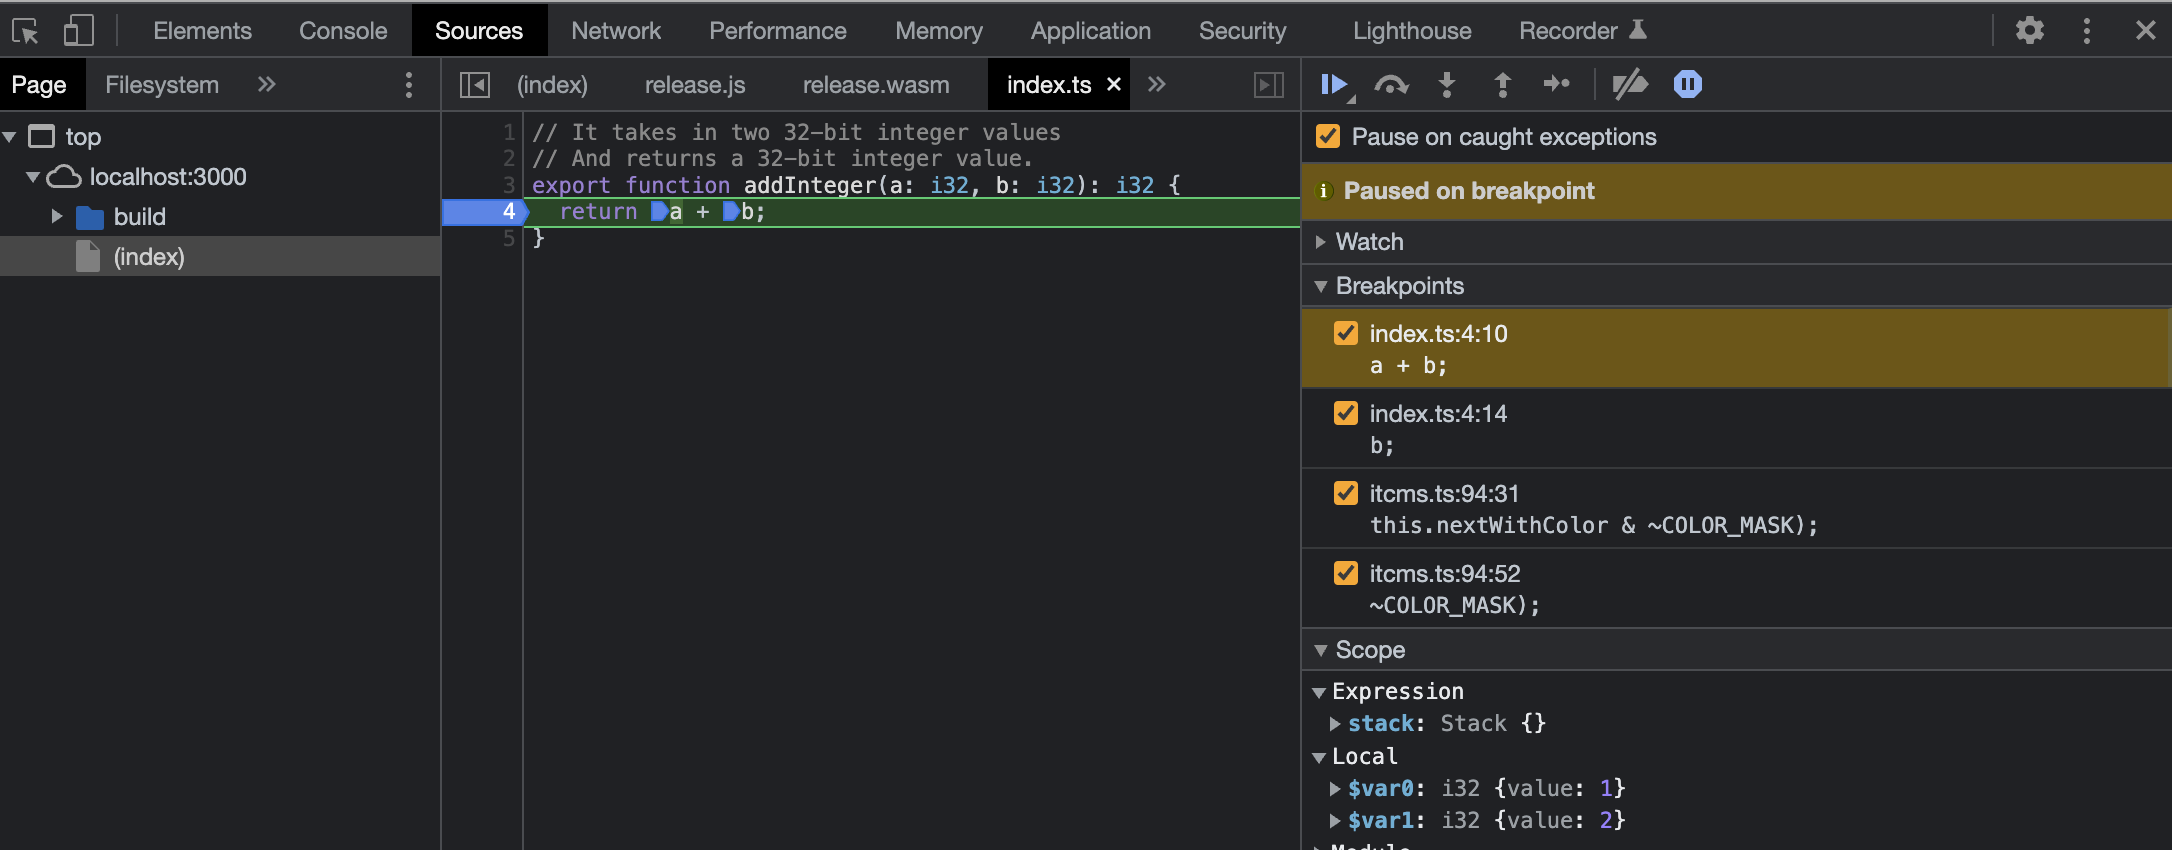 Elements Console Sources Network Performance Memory Application Security Lighthouse Recorder
Page Filesystem
(index) release.js release.wasm index.ts
top
localhost:3000
build
(index)
1 // It takes in two 32-bit integer values
2 // And returns a 32-bit integer value.
3 export function addInteger(a: i32, b: i32): i32 {
4 return a + b;
5 }
Pause on caught exceptions
Paused on breakpoint
Watch
Breakpoints
index.ts:4:10
a + b;
index.ts:4:14
b;
itcms.ts:94:31
this.nextWithColor & ~COLOR_MASK);
itcms.ts:94:52
~COLOR_MASK);
Scope
Expression
stack: Stack {}
Local
$var0: i32 {value: 1}
$var1: i32 {value: 2}